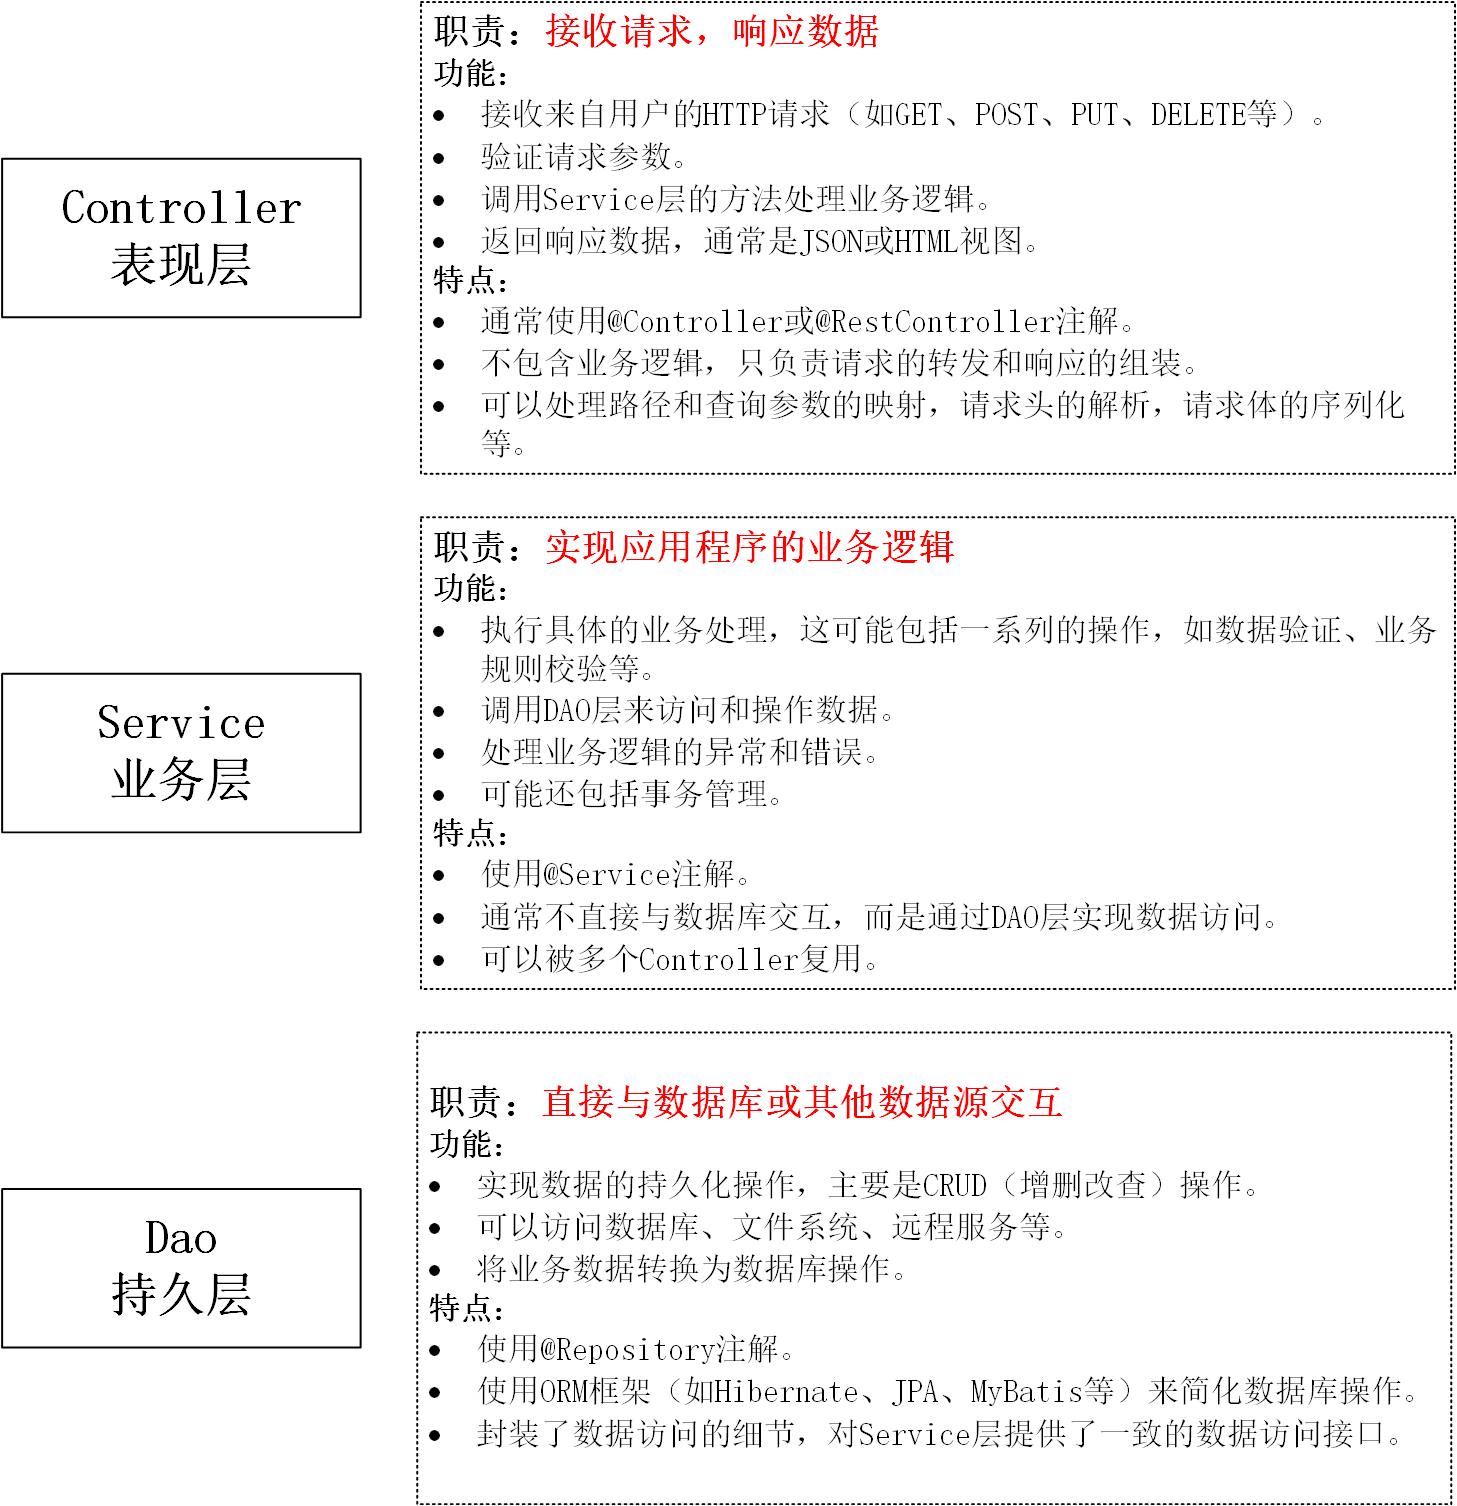 Controller
表现层
职责：接收请求，响应数据
功能：
• 接收来自用户的HTTP请求（如GET、POST、PUT、DELETE等）。
• 验证请求参数。
• 调用Service层的方法处理业务逻辑。
• 返回响应数据，通常是JSON或HTML视图。
特点：
• 通常使用@Controller或@RestController注解。
• 不包含业务逻辑，只负责请求的转发和响应的组装。
• 可以处理路径和查询参数的映射，请求头的解析，请求体的序列化
等。
Service
业务层
职责：实现应用程序的业务逻辑
功能：
• 执行具体的业务处理，这可能包括一系列的操作，如数据验证、业务
规则校验等。
• 调用DAO层来访问和操作数据。
• 处理业务逻辑的异常和错误。
• 可能还包括事务管理。
特点：
• 使用@Service注解。
• 通常不直接与数据库交互，而是通过DAO层实现数据访问。
• 可以被多个Controller复用。
Dao
持久层
职责：直接与数据库或其他数据源交互
功能：
• 实现数据的持久化操作，主要是CRUD（增删改查）操作。
• 可以访问数据库、文件系统、远程服务等。
• 将业务数据转换为数据库操作。
特点：
• 使用@Repository注解。
• 使用ORM框架（如Hibernate、JPA、MyBatis等）来简化数据库操作。
• 封装了数据访问的细节，对Service层提供了一致的数据访问接口。